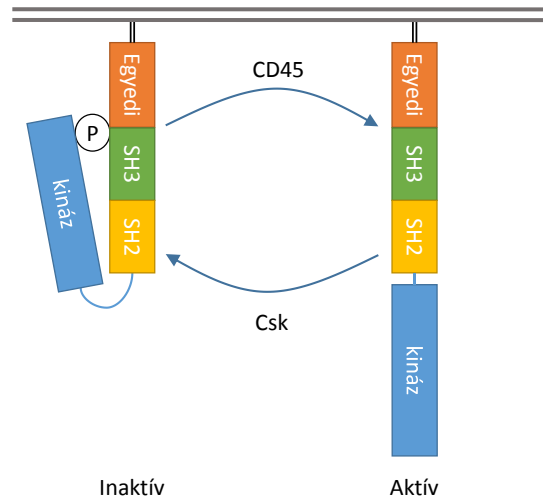 Egyedi
SH3
SH2
kináz
P
CD45
Csk
Egyedi
SH3
SH2
kináz
Inaktív
Aktív